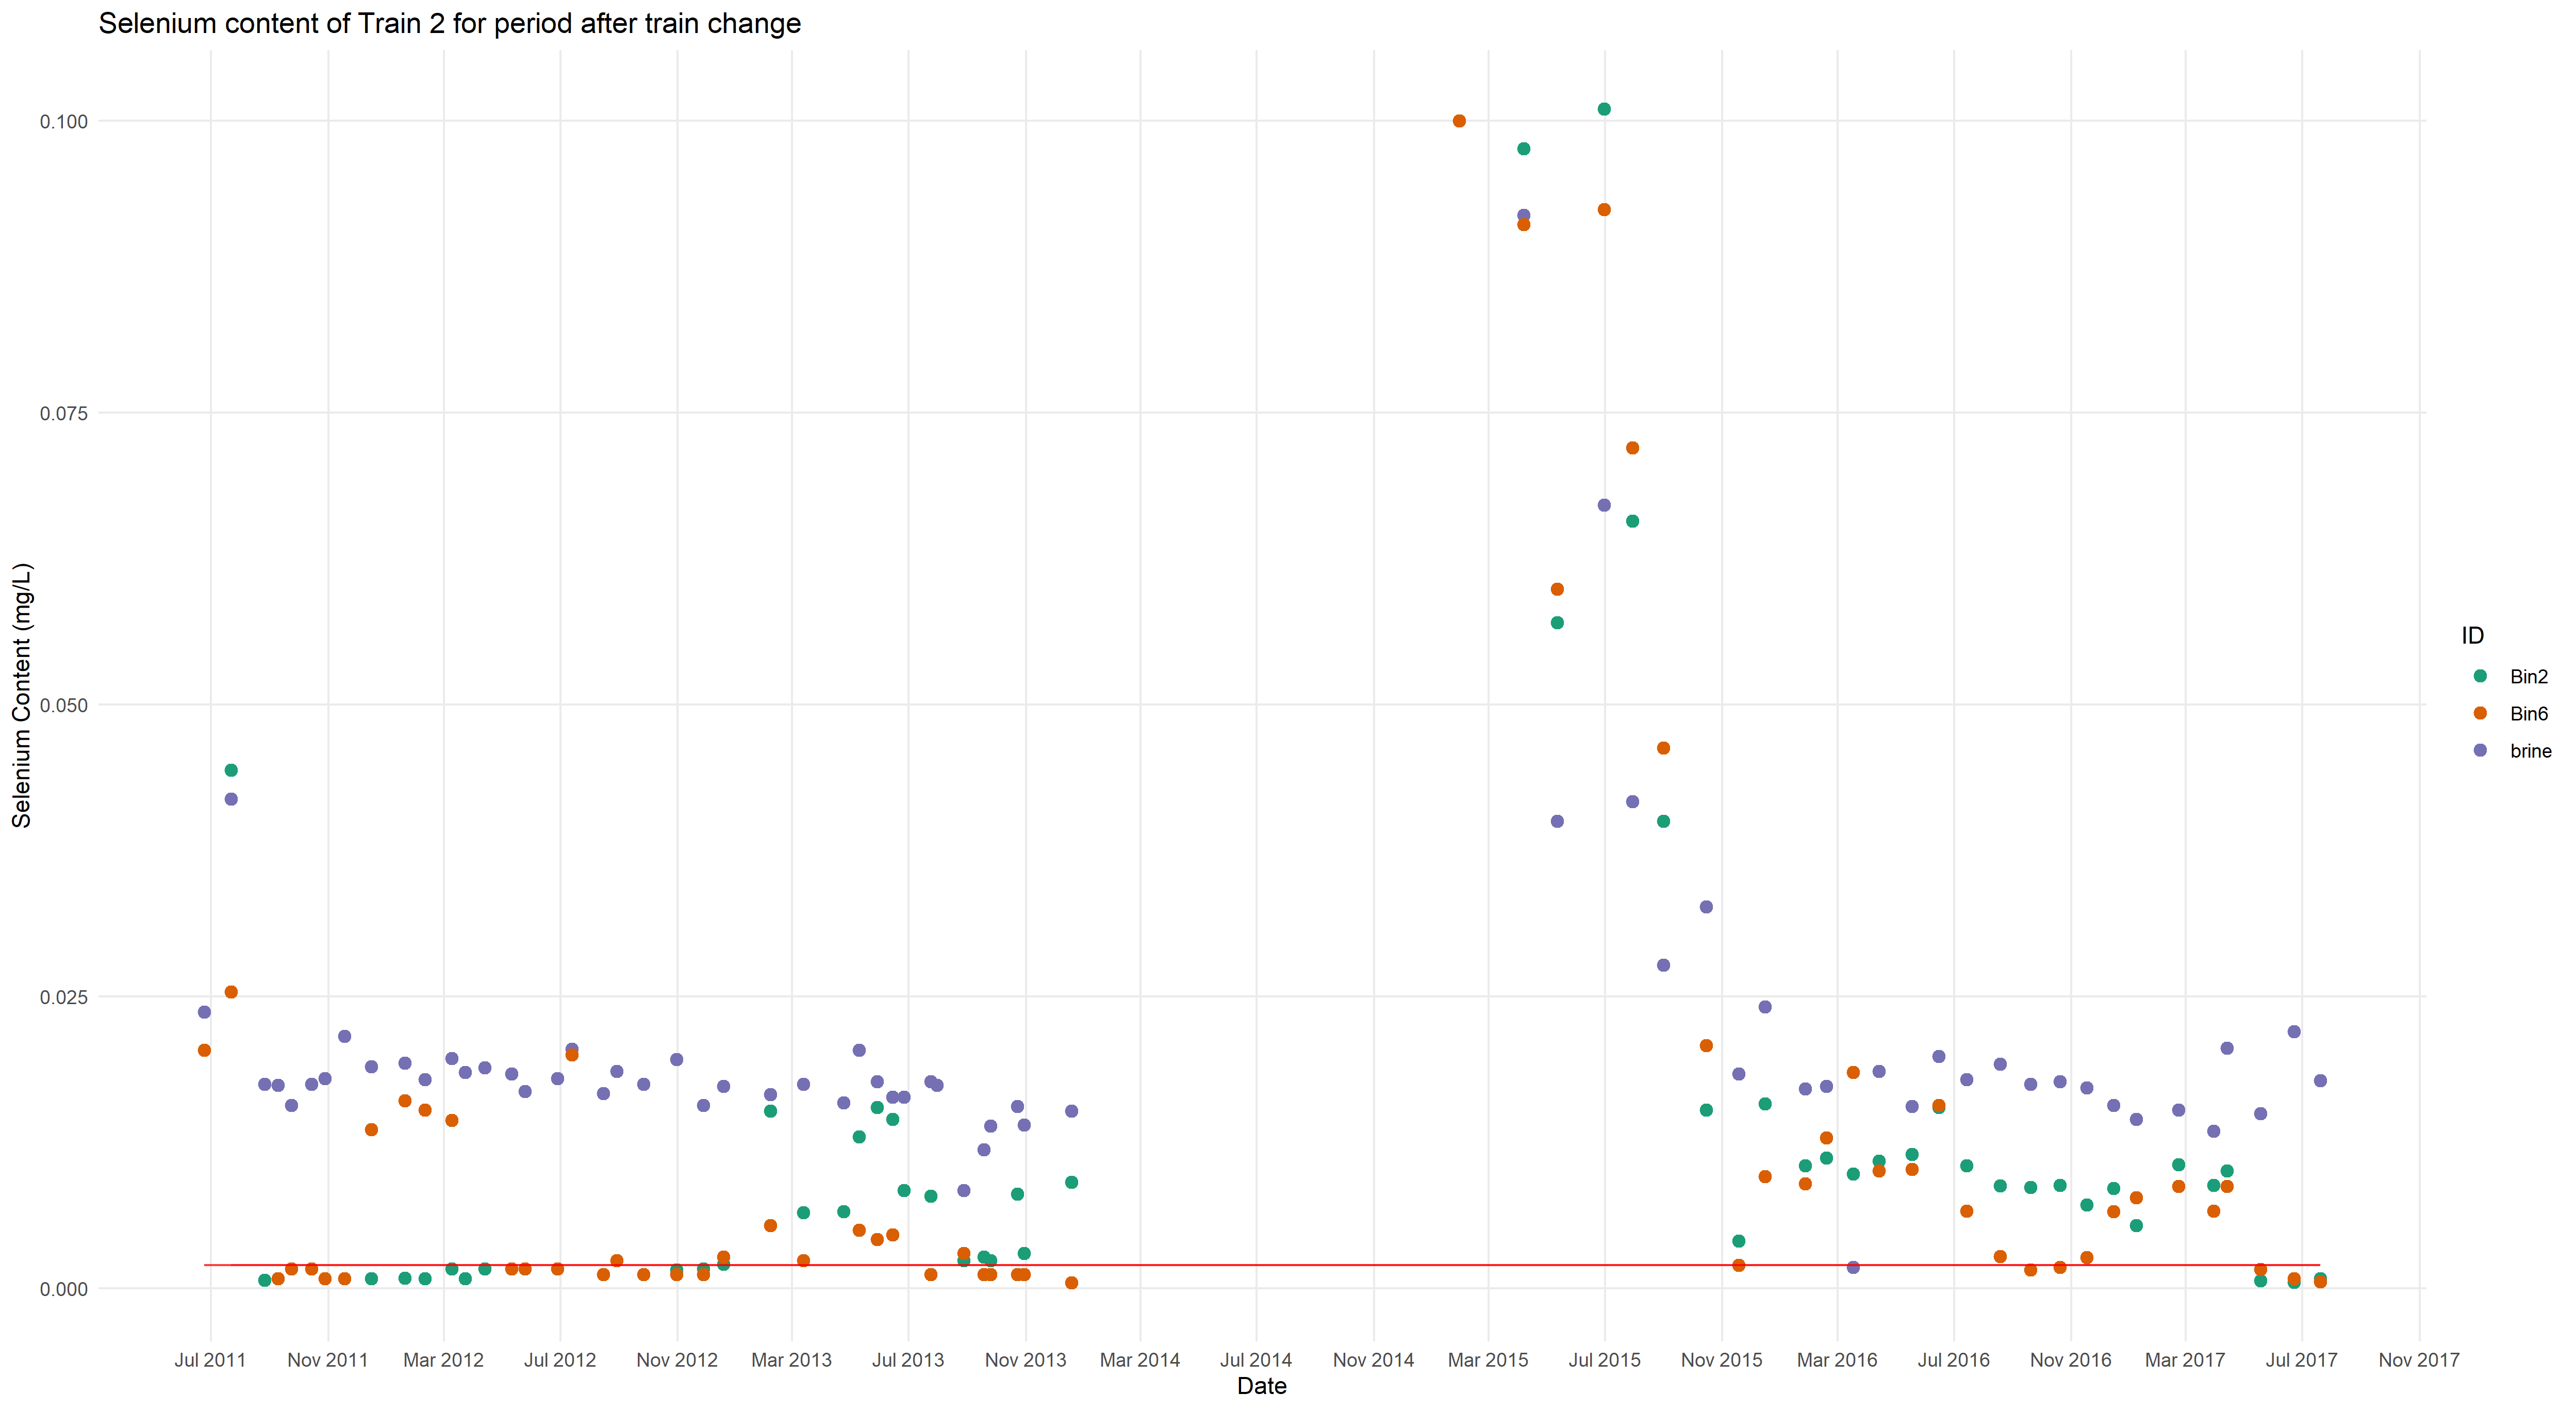 Selenium content of Train 2 for period after train change
Selenium Content (mg/L)
0.100
0.075
0.050
0.025
0.000
Jul 2011 Nov 2011 Mar 2012 Jul 2012 Nov 2012 Mar 2013 Jul 2013 Nov 2013 Mar 2014 Jul 2014 Nov 2014 Mar 2015 Jul 2015 Nov 2015 Mar 2016 Jul 2016 Nov 2016 Mar 2017 Jul 2017 Nov 2017
Date
ID
Bin2
Bin6
brine